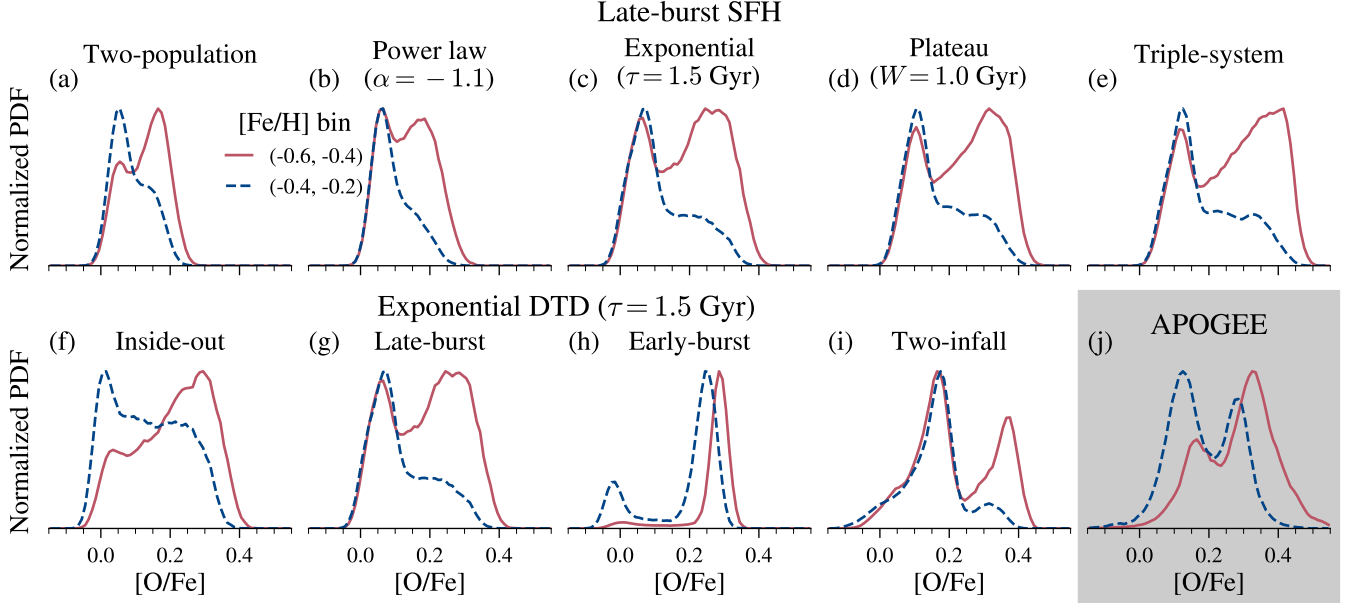 Late-burst SFH
(a) Two-population
(b) Power law
(α = − 1.1)
(c) Exponential
(τ = 1.5 Gyr)
(d) Plateau
(W = 1.0 Gyr)
(e) Triple-system
Normalized PDF
[Fe/H] bin
(-0.6, -0.4)
(-0.4, -0.2)
Exponential DTD (τ = 1.5 Gyr)
(f) Inside-out
(g) Late-burst
(h) Early-burst
(i) Two-infall
(j) APOGEE
Normalized PDF
0.0 0.2 0.4
0.0 0.2 0.4
0.0 0.2 0.4
0.0 0.2 0.4
0.0 0.2 0.4
[O/Fe]
[O/Fe]
[O/Fe]
[O/Fe]
[O/Fe]